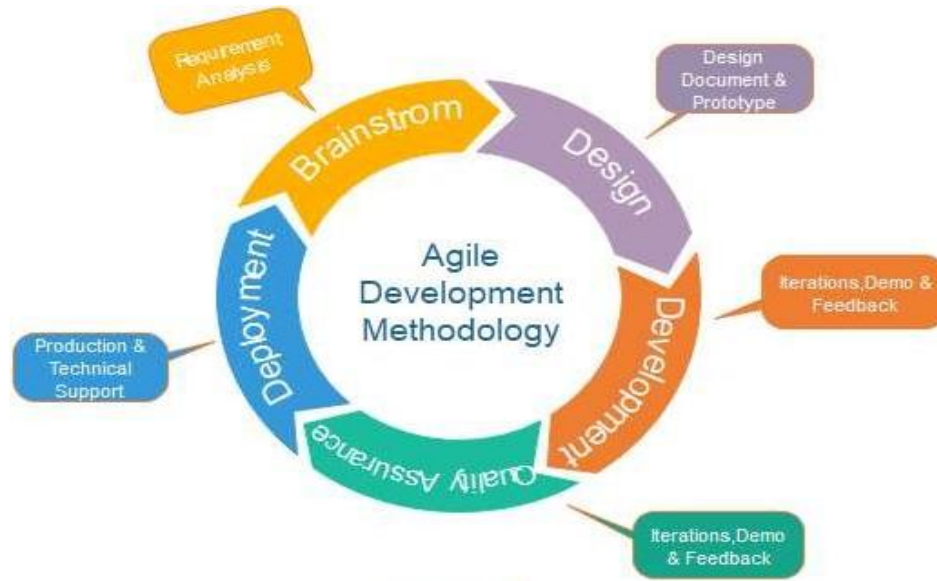 Requirement
Analysis
Brainstrom
Design
Document &
Prototype
Design
Agile
Development
Methodology
Iterations,Demo &
Feedback
Development
Deployment
Production &
Technical
Support
Quality Assurance
Iterations,Demo
& Feedback